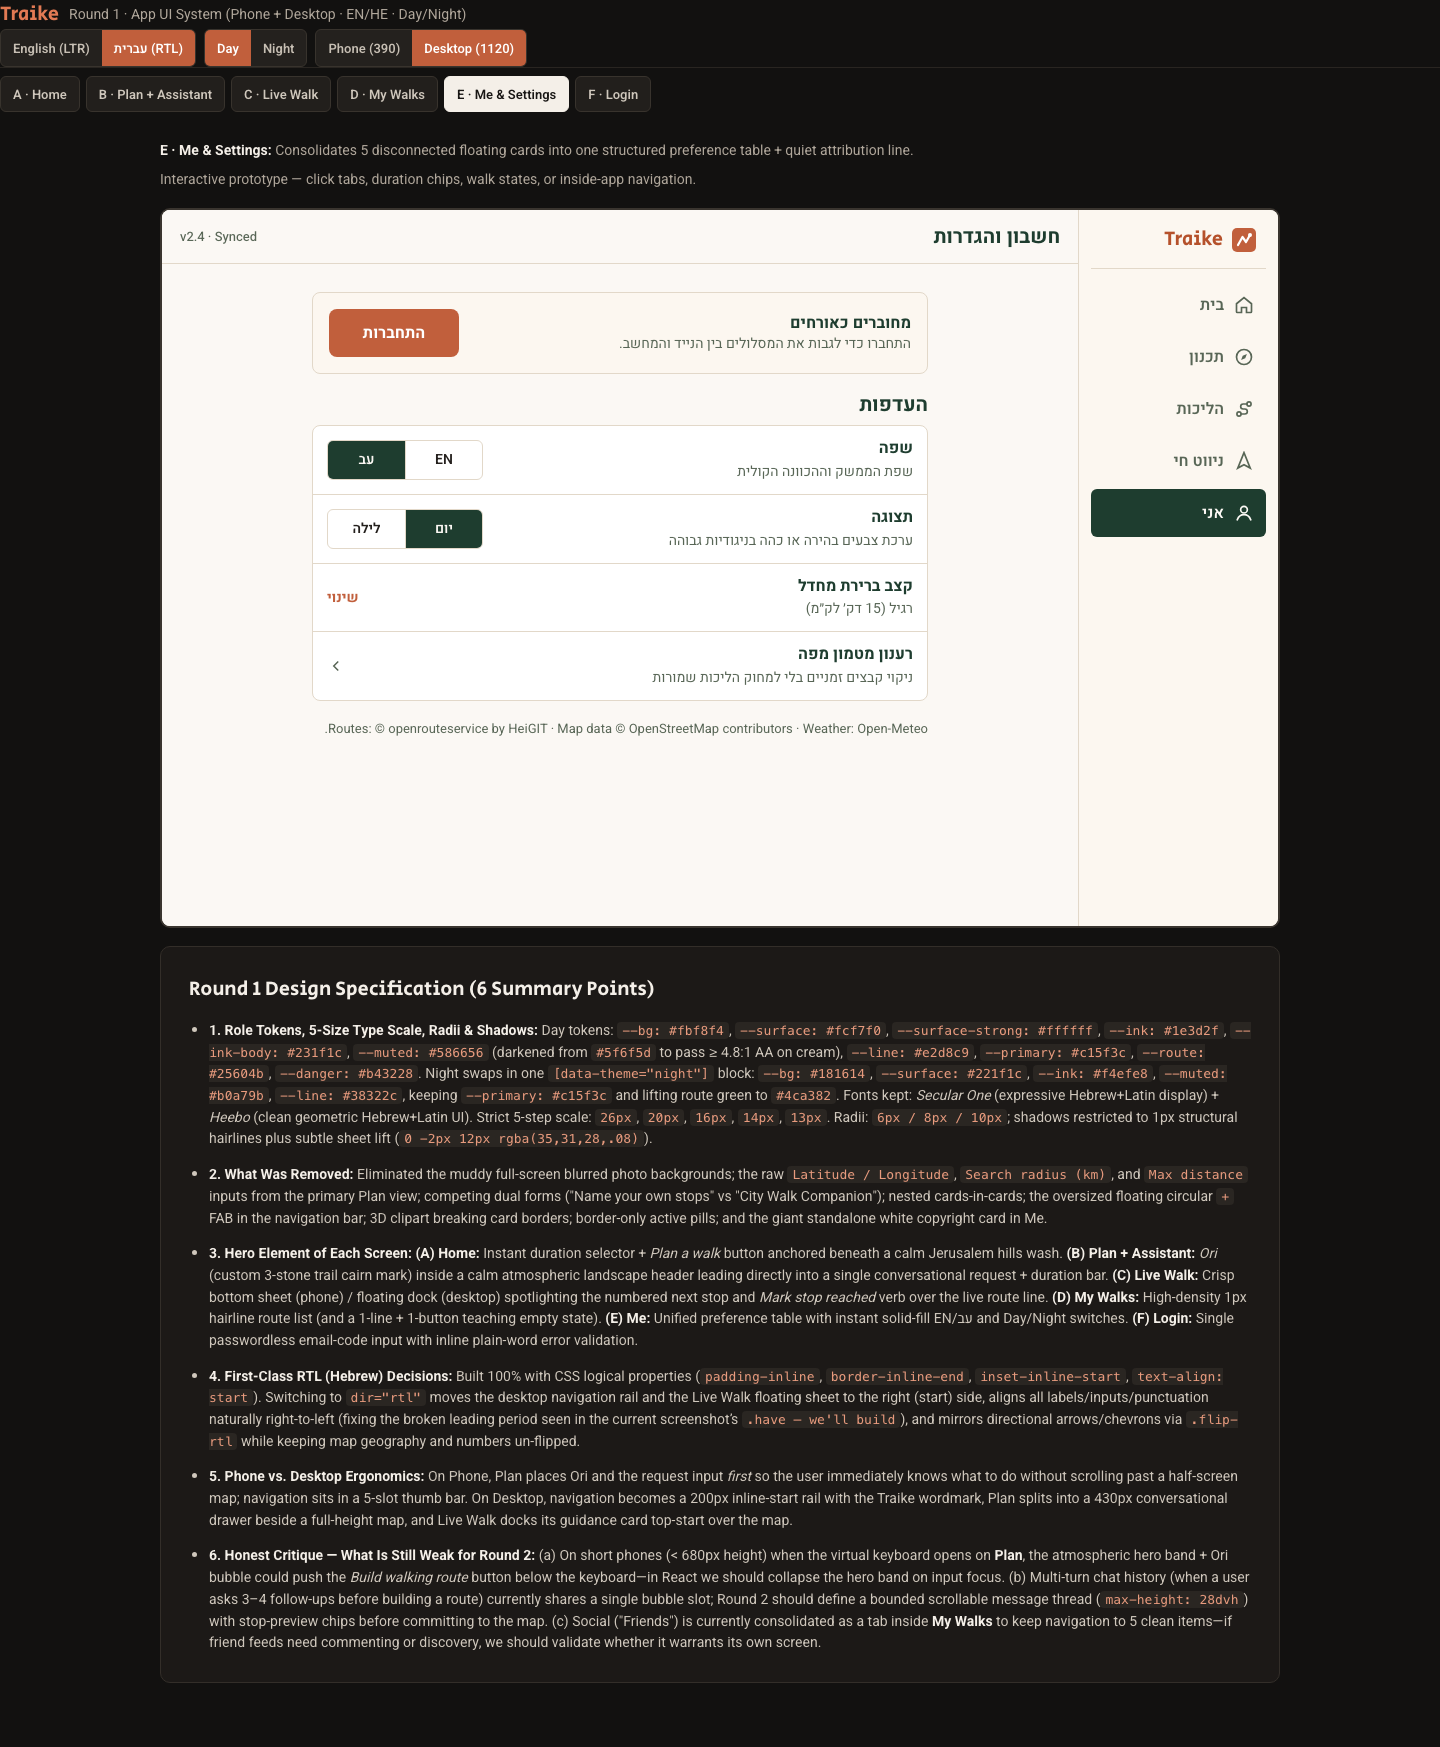 Traike Round 1 · App UI System (Phone + Desktop · EN/HE · Day/Night)
English (LTR) עברית (RTL) Day Night Phone (390) Desktop (1120)
A · Home B · Plan + Assistant C · Live Walk D · My Walks E · Me & Settings F · Login
E · Me & Settings: Consolidates 5 disconnected floating cards into one structured preference table + quiet attribution line.
Interactive prototype — click tabs, duration chips, walk states, or inside-app navigation.
Traike
בית
תכנון
הליכות
ניווט חי
אני
חשבון והגדרות
v2.4 · Synced
מחוברים כאורחים
התחברו כדי לגבות את המסלולים בין הנייד והמחשב.
התחברות
העדפות
שפה
שפת הממשק וההכוונה הקולית
EN עב
תצוגה
ערכת צבעים בהירה או כהה בניגודיות גבוהה
יום לילה
קצב ברירת מחדל
רגיל (15 דק׳ לק״מ)
שינוי
רענון מטמון מפה
ניקוי קבצים זמניים בלי למחוק הליכות שמורות
.Routes: © openrouteservice by HeiGIT · Map data © OpenStreetMap contributors · Weather: Open-Meteo
Round 1 Design Specification (6 Summary Points)
1. Role Tokens, 5-Size Type Scale, Radii & Shadows: Day tokens: --bg: #fbf8f4, --surface: #fcf7f0, --surface-strong: #ffffff, --ink: #1e3d2f, --
ink-body: #231f1c, --muted: #586656 (darkened from #5f6f5d to pass ≥ 4.8:1 AA on cream), --line: #e2d8c9, --primary: #c15f3c, --route:
#25604b, --danger: #b43228. Night swaps in one [data-theme="night"] block: --bg: #181614, --surface: #221f1c, --ink: #f4efe8, --muted:
#b0a79b, --line: #38322c, keeping --primary: #c15f3c and lifting route green to #4ca382. Fonts kept: Secular One (expressive Hebrew+Latin display) +
Heebo (clean geometric Hebrew+Latin UI). Strict 5-step scale: 26px, 20px, 16px, 14px, 13px. Radii: 6px / 8px / 10px; shadows restricted to 1px structural
hairlines plus subtle sheet lift (0 -2px 12px rgba(35,31,28,.08)).
2. What Was Removed: Eliminated the muddy full-screen blurred photo backgrounds; the raw Latitude / Longitude, Search radius (km), and Max distance
inputs from the primary Plan view; competing dual forms ("Name your own stops" vs "City Walk Companion"); nested cards-in-cards; the oversized floating circular +
FAB in the navigation bar; 3D clipart breaking card borders; border-only active pills; and the giant standalone white copyright card in Me.
3. Hero Element of Each Screen: (A) Home: Instant duration selector + Plan a walk button anchored beneath a calm Jerusalem hills wash. (B) Plan + Assistant: Ori
(custom 3-stone trail cairn mark) inside a calm atmospheric landscape header leading directly into a single conversational request + duration bar. (C) Live Walk: Crisp
bottom sheet (phone) / floating dock (desktop) spotlighting the numbered next stop and Mark stop reached verb over the live route line. (D) My Walks: High-density 1px
hairline route list (and a 1-line + 1-button teaching empty state). (E) Me: Unified preference table with instant solid-fill EN/עב and Day/Night switches. (F) Login: Single
passwordless email-code input with inline plain-word error validation.
4. First-Class RTL (Hebrew) Decisions: Built 100% with CSS logical properties (padding-inline, border-inline-end, inset-inline-start, text-align:
start). Switching to dir="rtl" moves the desktop navigation rail and the Live Walk floating sheet to the right (start) side, aligns all labels/inputs/punctuation
naturally right-to-left (fixing the broken leading period seen in the current screenshot's .have — we'll build), and mirrors directional arrows/chevrons via .flip-
rtl while keeping map geography and numbers un-flipped.
5. Phone vs. Desktop Ergonomics: On Phone, Plan places Ori and the request input first so the user immediately knows what to do without scrolling past a half-screen
map; navigation sits in a 5-slot thumb bar. On Desktop, navigation becomes a 200px inline-start rail with the Traike wordmark, Plan splits into a 430px conversational
drawer beside a full-height map, and Live Walk docks its guidance card top-start over the map.
6. Honest Critique — What Is Still Weak for Round 2: (a) On short phones (< 680px height) when the virtual keyboard opens on Plan, the atmospheric hero band + Ori
bubble could push the Build walking route button below the keyboard—in React we should collapse the hero band on input focus. (b) Multi-turn chat history (when a user
asks 3–4 follow-ups before building a route) currently shares a single bubble slot; Round 2 should define a bounded scrollable message thread (max-height: 28dvh)
with stop-preview chips before committing to the map. (c) Social ("Friends") is currently consolidated as a tab inside My Walks to keep navigation to 5 clean items—if
friend feeds need commenting or discovery, we should validate whether it warrants its own screen.